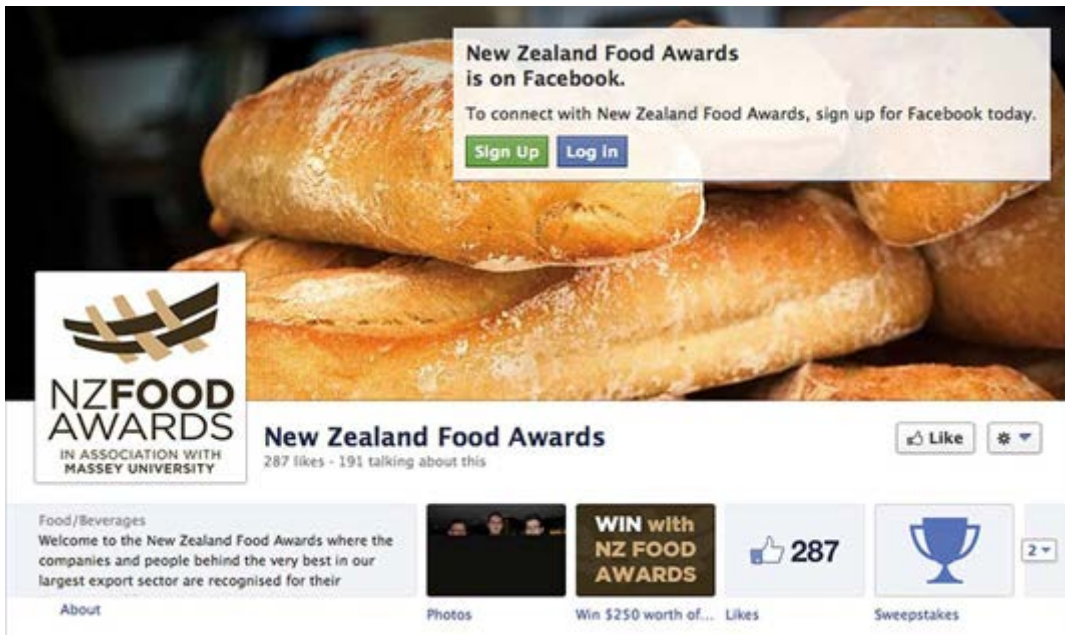 New Zealand Food Awards
is on Facebook.
To connect with New Zealand Food Awards, sign up for Facebook today.
Sign Up Log In
NZFOOD
AWARDS
IN ASSOCIATION WITH
MASSEY UNIVERSITY
New Zealand Food Awards
287 likes · 191 talking about this
Like
Food/Beverages
Welcome to the New Zealand Food Awards where the
companies and people behind the very best in our
largest export sector are recognised for their
About
Photos
WIN with
NZ FOOD
AWARDS
Win $250 worth of...
287
Likes
Sweepstakes
2